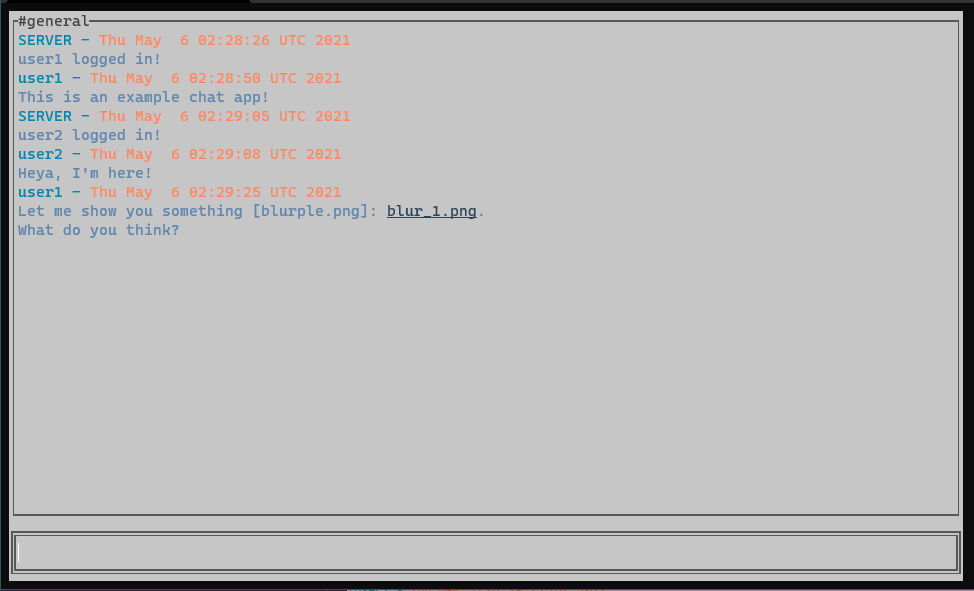 #general
SERVER - Thu May  6 02:28:26 UTC 2021
user1 logged in!
user1 - Thu May  6 02:28:50 UTC 2021
This is an example chat app!
SERVER - Thu May  6 02:29:05 UTC 2021
user2 logged in!
user2 - Thu May  6 02:29:08 UTC 2021
Heya, I'm here!
user1 - Thu May  6 02:29:25 UTC 2021
Let me show you something [blurple.png]: blur_1.png.
What do you think?